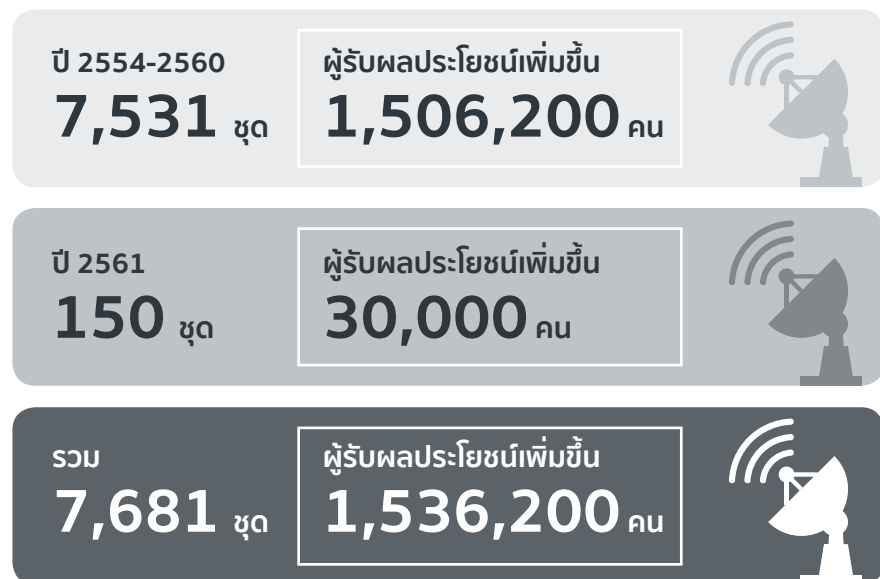 ปี 2554-2560
7,531 ชุด
ผู้รับผลประโยชน์เพิ่มขึ้น
1,506,200 คน
ปี 2561
150 ชุด
ผู้รับผลประโยชน์เพิ่มขึ้น
30,000 คน
รวม
7,681 ชุด
ผู้รับผลประโยชน์เพิ่มขึ้น
1,536,200 คน